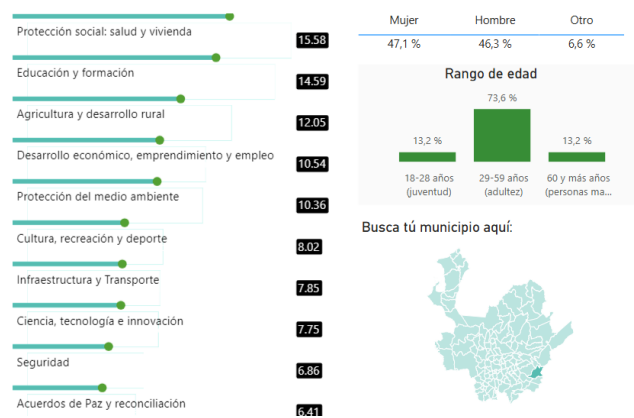 Protección social: salud y vivienda
15.58
Educación y formación
14.59
Agricultura y desarrollo rural
12.05
Desarrollo económico, emprendimiento y empleo
10.54
Protección del medio ambiente
10.36
Cultura, recreación y deporte
8.02
Infraestructura y Transporte
7.85
Ciencia, tecnología e innovación
7.75
Seguridad
6.86
Acuerdos de Paz y reconciliación
6.41
Mujer Hombre Otro
47,1 % 46,3 % 6,6 %
Rango de edad
73,6 %
13,2 % 13,2 %
18-28 años 29-59 años 60 y más años
(juventud) (adultez) (personas ma...
Busca tú municipio aquí: